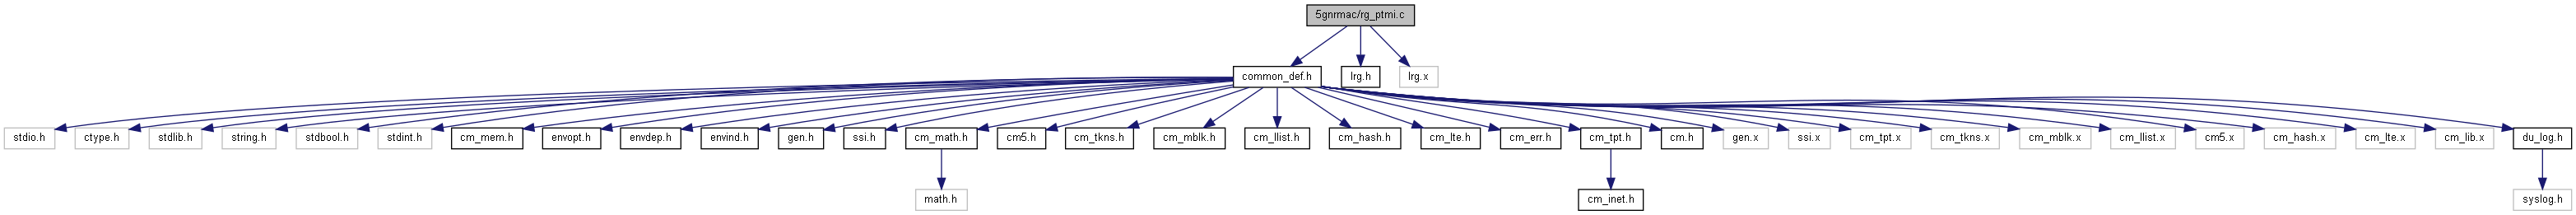 5gnrmac/rg_ptmi.c
common_def.h
lrg.h
lrg.x
stdio.h
ctype.h
stdlib.h
string.h
stdbool.h
stdint.h
cm_mem.h
envopt.h
envdep.h
envind.h
gen.h
ssi.h
cm_math.h
cm5.h
cm_tkns.h
cm_mblk.h
cm_llist.h
cm_hash.h
cm_lte.h
cm_err.h
cm_tpt.h
cm.h
gen.x
ssi.x
cm_tpt.x
cm_tkns.x
cm_mblk.x
cm_llist.x
cm5.x
cm_hash.x
cm_lte.x
cm_lib.x
du_log.h
math.h
cm_inet.h
syslog.h